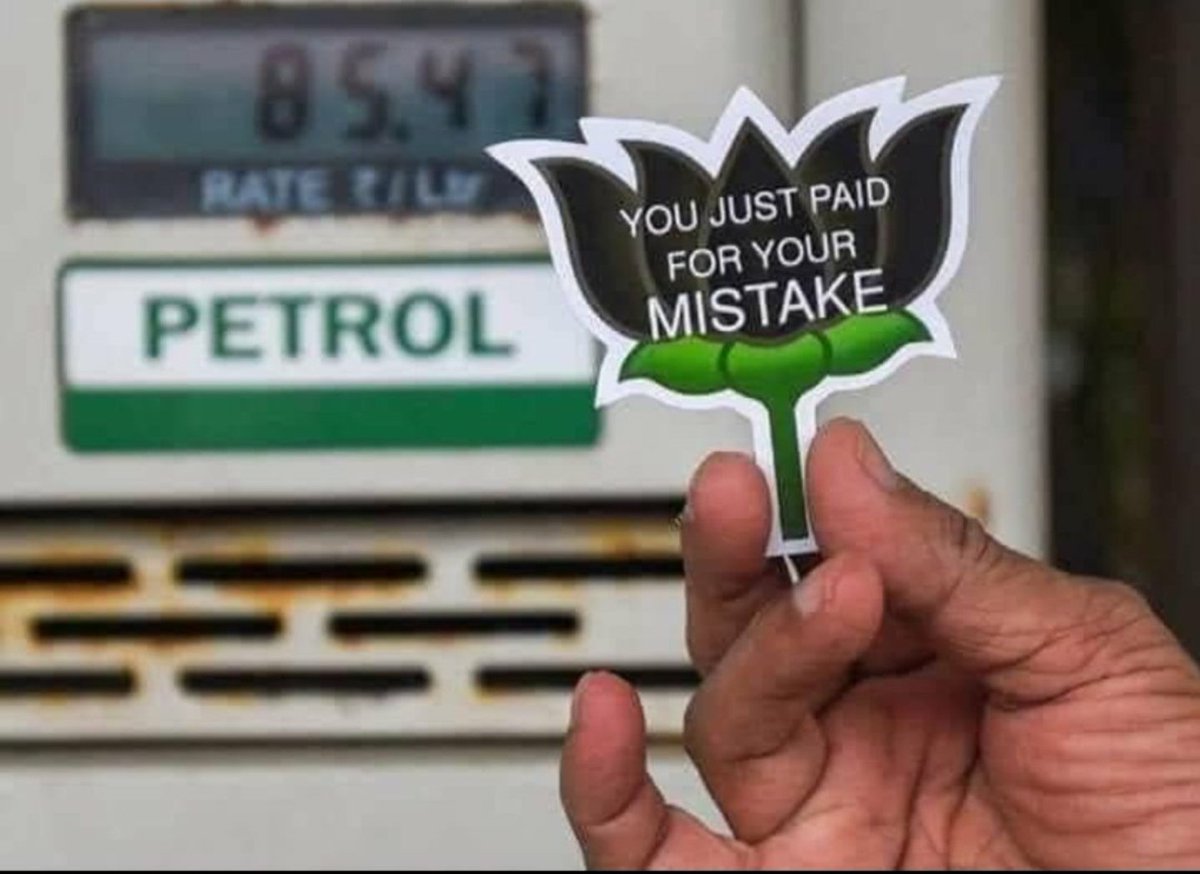 85.47
RATE ₹/Ltr
PETROL
YOU JUST PAID
FOR YOUR
MISTAKE